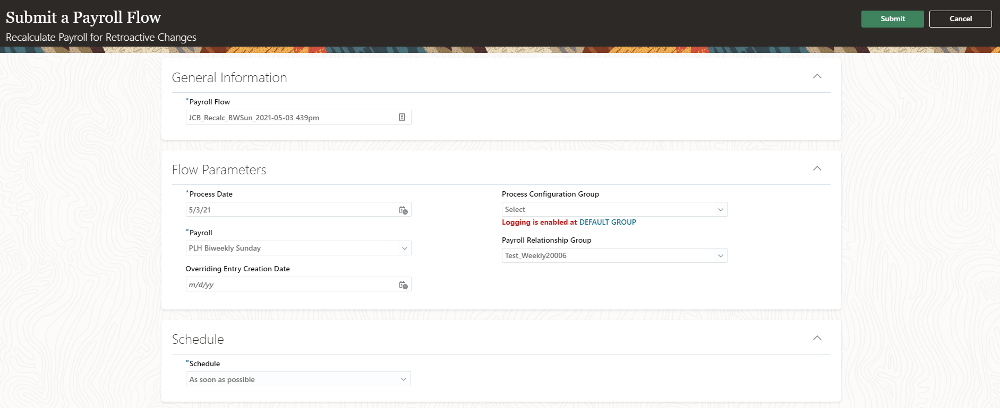 Submit a Payroll Flow
Submit
Cancel
Recalculate Payroll for Retroactive Changes
General Information
*Payroll Flow
JCB_Recalc_BWSun_2021-05-03 439pm
Flow Parameters
*Process Date
5/3/21
*Payroll
PLH Biweekly Sunday
Overriding Entry Creation Date
m/d/yy
Process Configuration Group
Select
Logging is enabled at DEFAULT GROUP
Payroll Relationship Group
Test_Weekly20006
Schedule
*Schedule
As soon as possible